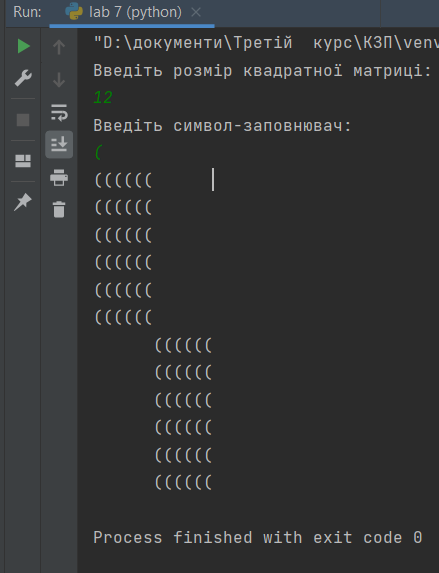 Run: lab 7 (python) ×
"D:\документи\Третій курс\КЗП\venv
Введіть розмір квадратної матриці:
12
Введіть символ-заповнювач:
(
((((((
((((((
((((((
((((((
((((((
((((((
      ((((((
      ((((((
      ((((((
      ((((((
      ((((((
      ((((((
Process finished with exit code 0